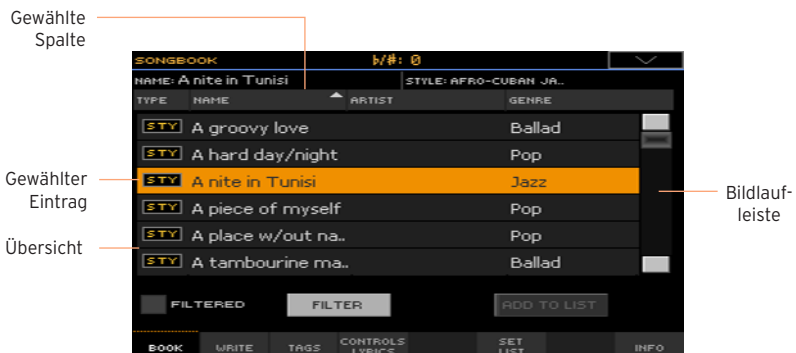 Gewählte
Spalte
SONGBOOK ♭/#: 0
NAME: A nite in Tunisi STYLE: AFRO-CUBAN JA..
TYPE NAME ARTIST GENRE
STY A groovy love Ballad
STY A hard day/night Pop
Gewählter
Eintrag
STY A nite in Tunisi Jazz
Bildlauf-
leiste
STY A piece of myself Pop
Übersicht
STY A place w/out na.. Pop
STY A tambourine ma.. Ballad
FILTERED FILTER ADD TO LIST
BOOK WRITE TAGS CONTROLS LYRICS SET LIST INFO